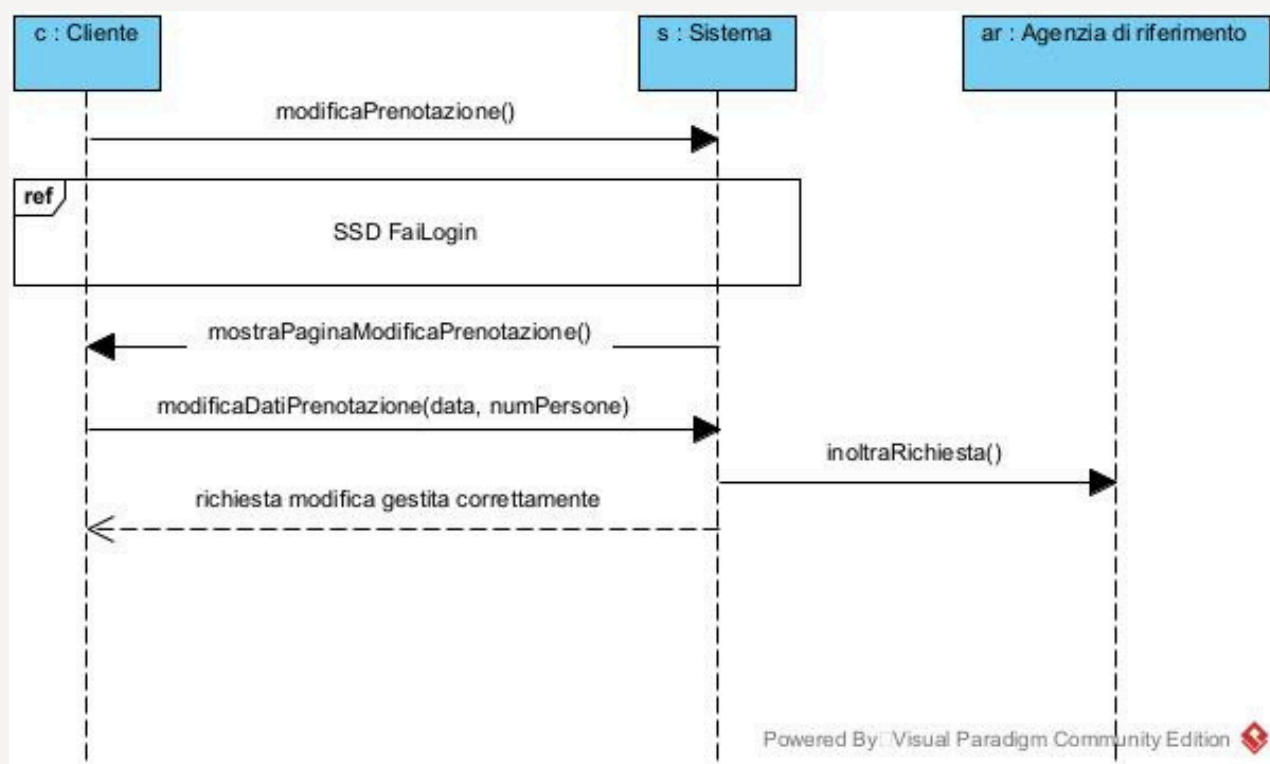 c : Cliente
s : Sistema
ar : Agenzia di riferimento
modificaPrenotazione()
ref
SSD FaiLogin
mostraPaginaModificaPrenotazione()
modificaDatiPrenotazione(data, numPersone)
inoltraRichiesta()
richiesta modifica gestita correttamente
Powered By Visual Paradigm Community Edition